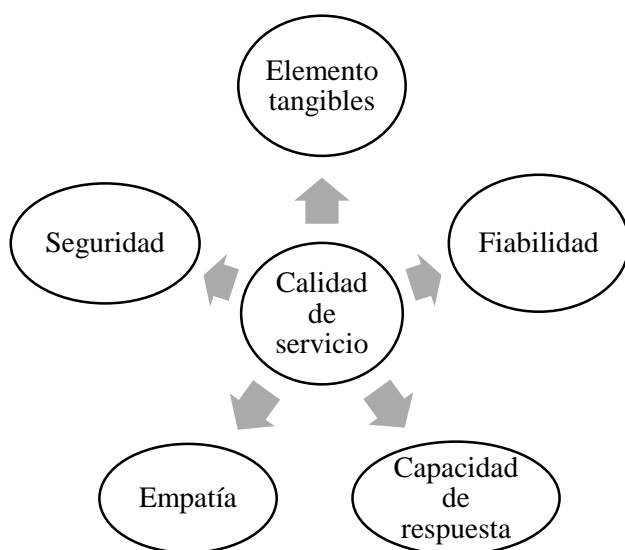 Elemento
tangibles
Seguridad
Fiabilidad
Calidad
de
servicio
Empatía
Capacidad
de
respuesta